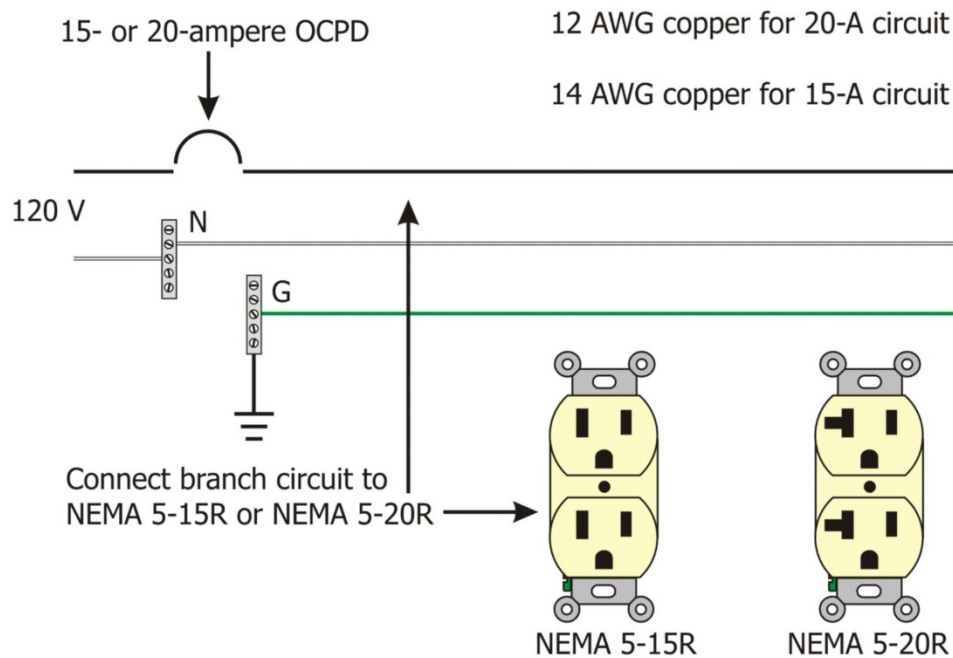 15- or 20-ampere OCPD
12 AWG copper for 20-A circuit
14 AWG copper for 15-A circuit
120 V
N
G
Connect branch circuit to
NEMA 5-15R or NEMA 5-20R
NEMA 5-15R
NEMA 5-20R